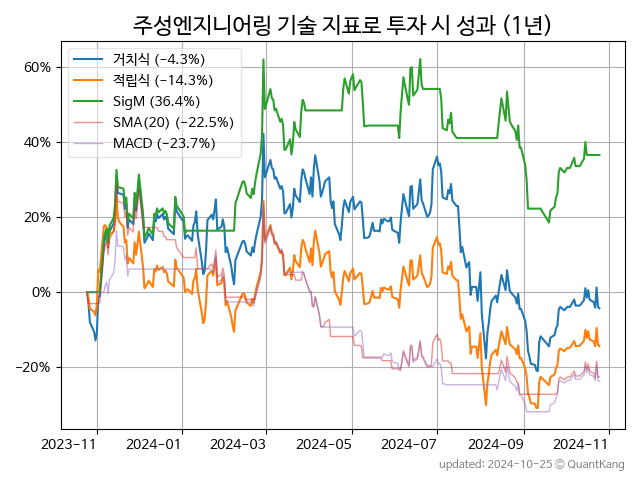 주성엔지니어링 기술 지표로 투자 시 성과 (1년)
거치식 (−4.3%)
적립식 (−14.3%)
SigM (36.4%)
SMA(20) (−22.5%)
MACD (−23.7%)
60%
40%
20%
0%
−20%
2023−11
2024−01
2024−03
2024−05
2024−07
2024−09
2024−11
updated: 2024-10-25 © QuantKang